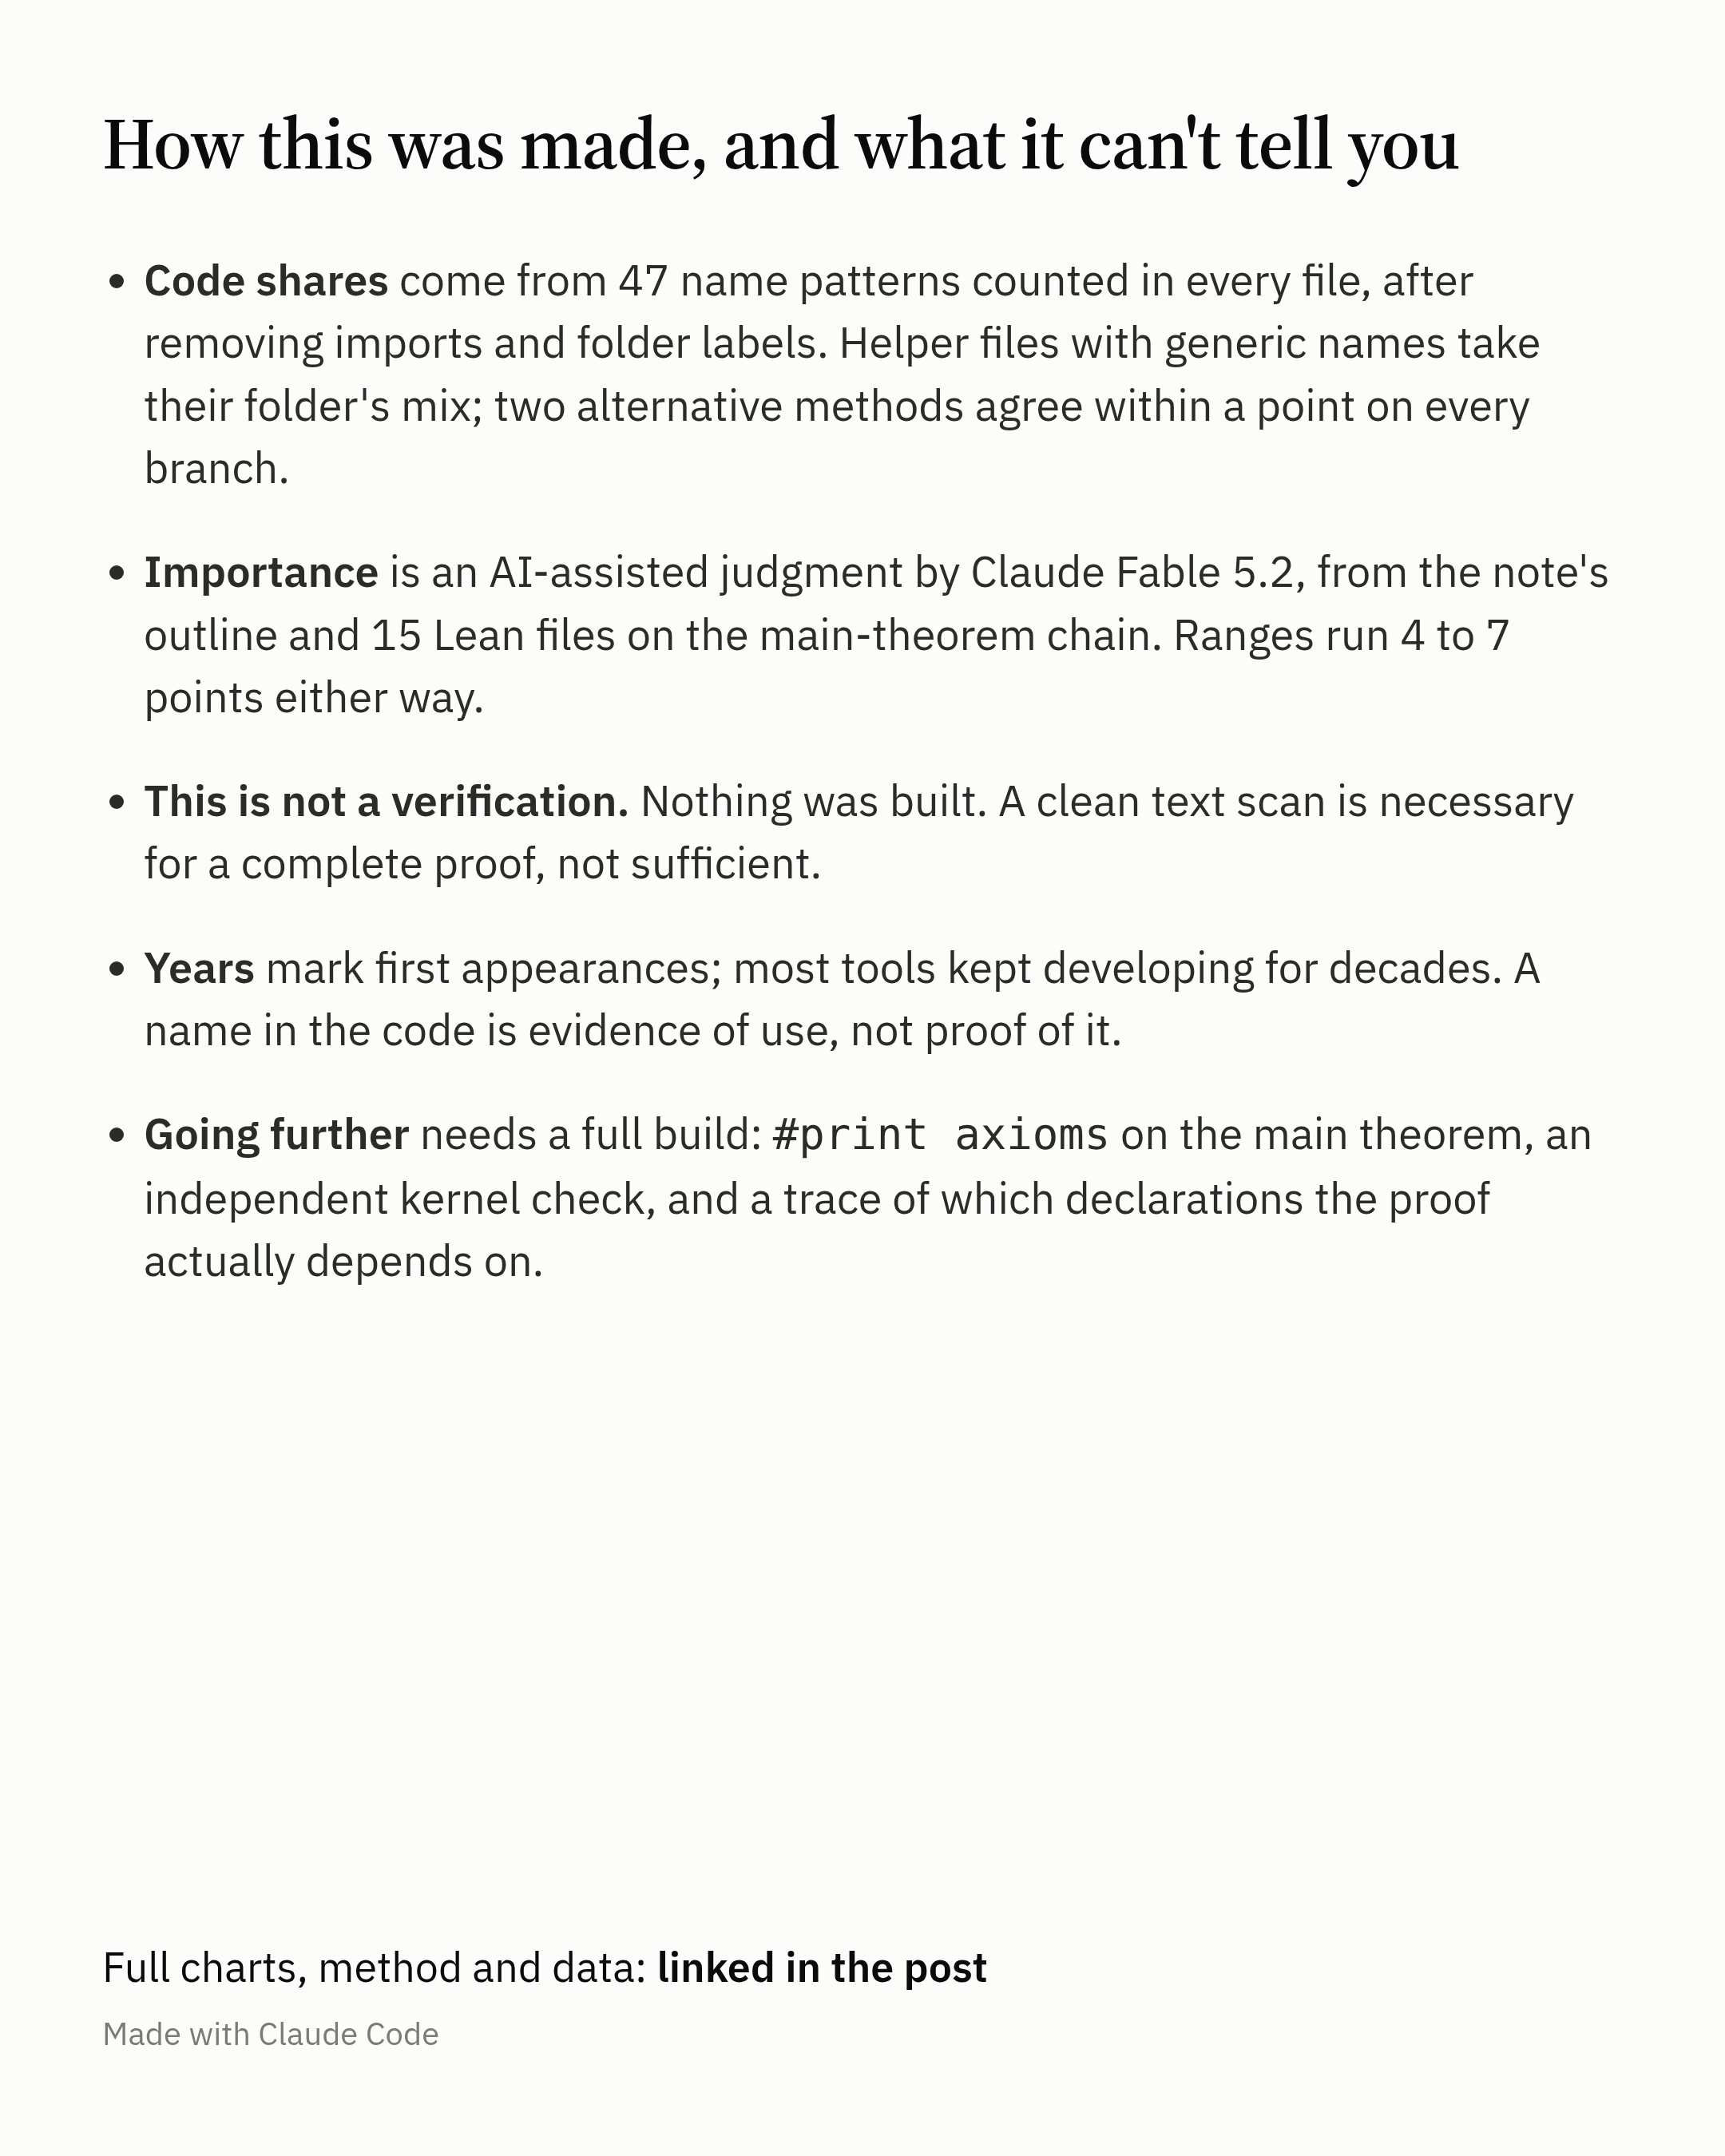 How this was made, and what it can't tell you
• Code shares come from 47 name patterns counted in every file, after
removing imports and folder labels. Helper files with generic names take
their folder's mix; two alternative methods agree within a point on every
branch.
• Importance is an AI-assisted judgment by Claude Fable 5.2, from the note's
outline and 15 Lean files on the main-theorem chain. Ranges run 4 to 7
points either way.
• This is not a verification. Nothing was built. A clean text scan is necessary
for a complete proof, not sufficient.
• Years mark first appearances; most tools kept developing for decades. A
name in the code is evidence of use, not proof of it.
• Going further needs a full build: #print axioms on the main theorem, an
independent kernel check, and a trace of which declarations the proof
actually depends on.
Full charts, method and data: linked in the post
Made with Claude Code